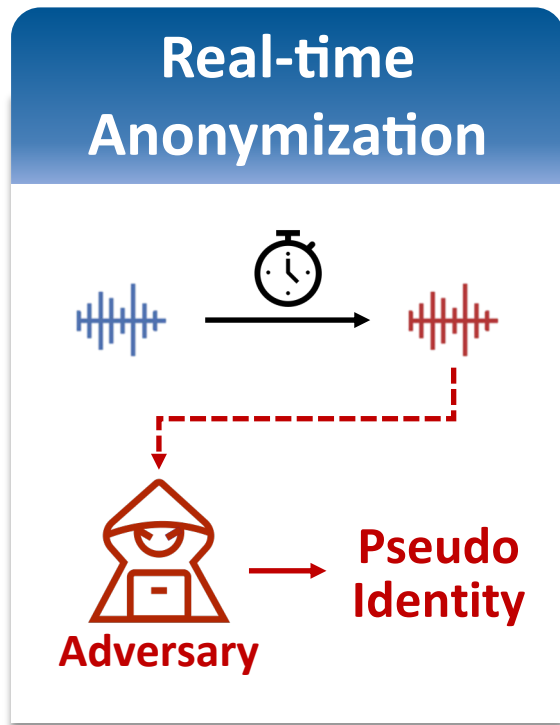 Real-time
Anonymization
Pseudo
Identity
Adversary